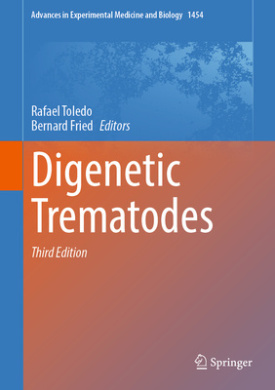 Advances in Experimental Medicine and Biology 1454
Rafael Toledo
Bernard Fried Editors
Digenetic
Trematodes
Third Edition
Springer